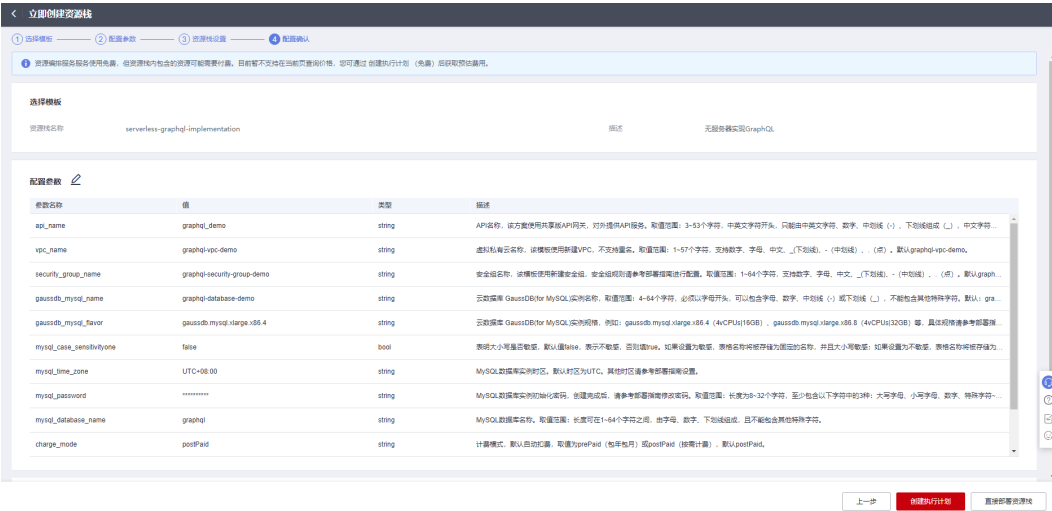 立即创建资源栈
1 选择模板 2 配置参数 3 资源栈设置 4 配置确认
资源编排服务服务使用免费，但资源栈内包含的资源可能需要付费。目前暂不支持在当前页查询价格，您可通过 创建执行计划 （免费）后获取预估费用。
选择模板
资源栈名称 serverless-graphql-implementation 描述 无服务器实现GraphQL
配置参数
参数名称 值 类型 描述
api_name graphql_demo string API名称，该方案使用共享版API网关，对外提供API服务。取值范围：3~53个字符，中英文字符开头，只能由中英文字符、数字、中划线（-）、下划线组成（_），中文字符...
vpc_name graphql-vpc-demo string 虚拟私有云名称，该模板使用新建VPC，不支持重名。取值范围：1~57个字符，支持数字、字母、中文、_(下划线)、-（中划线）、.（点）。默认graphql-vpc-demo。
security_group_name graphql-security-group-demo string 安全组名称，该模板使用新建安全组，安全组规则请参考部署指南进行配置。取值范围：1~64个字符，支持数字、字母、中文、_(下划线)、-（中划线）、.（点）。默认graph...
gaussdb_mysql_name graphql-database-demo string 云数据库 GaussDB(for MySQL)实例名称，取值范围：4~64个字符，必须以字母开头，可以包含字母、数字、中划线（-）或下划线（_），不能包含其他特殊字符。默认：gra...
gaussdb_mysql_flavor gaussdb.mysql.xlarge.x86.4 string 云数据库 GaussDB(for MySQL)实例规格，例如：gaussdb.mysql.xlarge.x86.4（4vCPUs|16GB）、gaussdb.mysql.xlarge.x86.8（4vCPUs|32GB）等，具体规格请参考部署指...
mysql_case_sensitivityone false bool 表明大小写是否敏感，默认值false，表示不敏感，否则填true。如果设置为敏感，表格名称将被存储为固定的名称，并且大小写敏感；如果设置为不敏感，表格名称将被存储为...
mysql_time_zone UTC+08:00 string MySQL数据库实例时区。默认时区为UTC。其他时区请参考部署指南设置。
mysql_password ********** string MySQL数据库实例初始化密码，创建完成后，请参考部署指南修改密码。取值范围：长度为8~32个字符，至少包含以下字符中的3种：大写字母、小写字母、数字、特殊字符~...
mysql_database_name graphql string MySQL数据库名称。取值范围：长度可在1~64个字符之间，由字母、数字、下划线组成，且不能包含其他特殊字符。
charge_mode postPaid string 计费模式，默认自动扣费，取值为prePaid（包年包月）或postPaid（按需计费），默认postPaid。
上一步 创建执行计划 直接部署资源栈